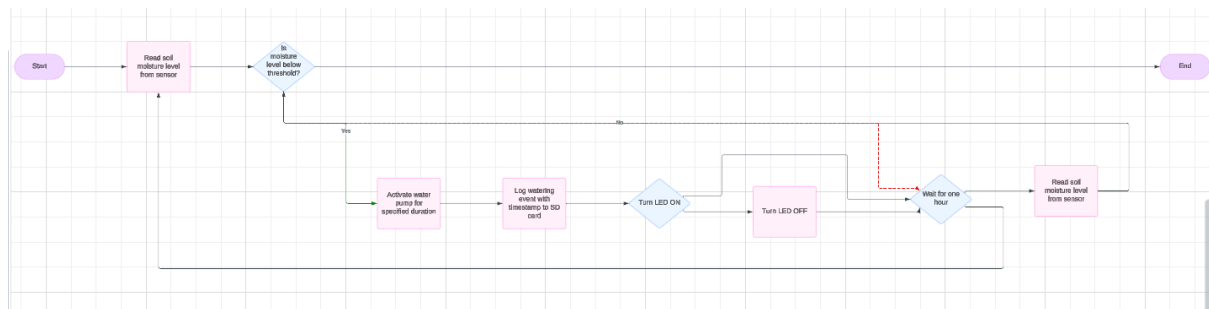 Start
Read soil
moisture level
from sensor
Is
moisture
level below
threshold?
End
Yes
No
Activate water
pump for
specified duration
Log watering
event with
timestamp to SD
card
Turn LED ON
Turn LED OFF
Wait for one
hour
Read soil
moisture level
from sensor